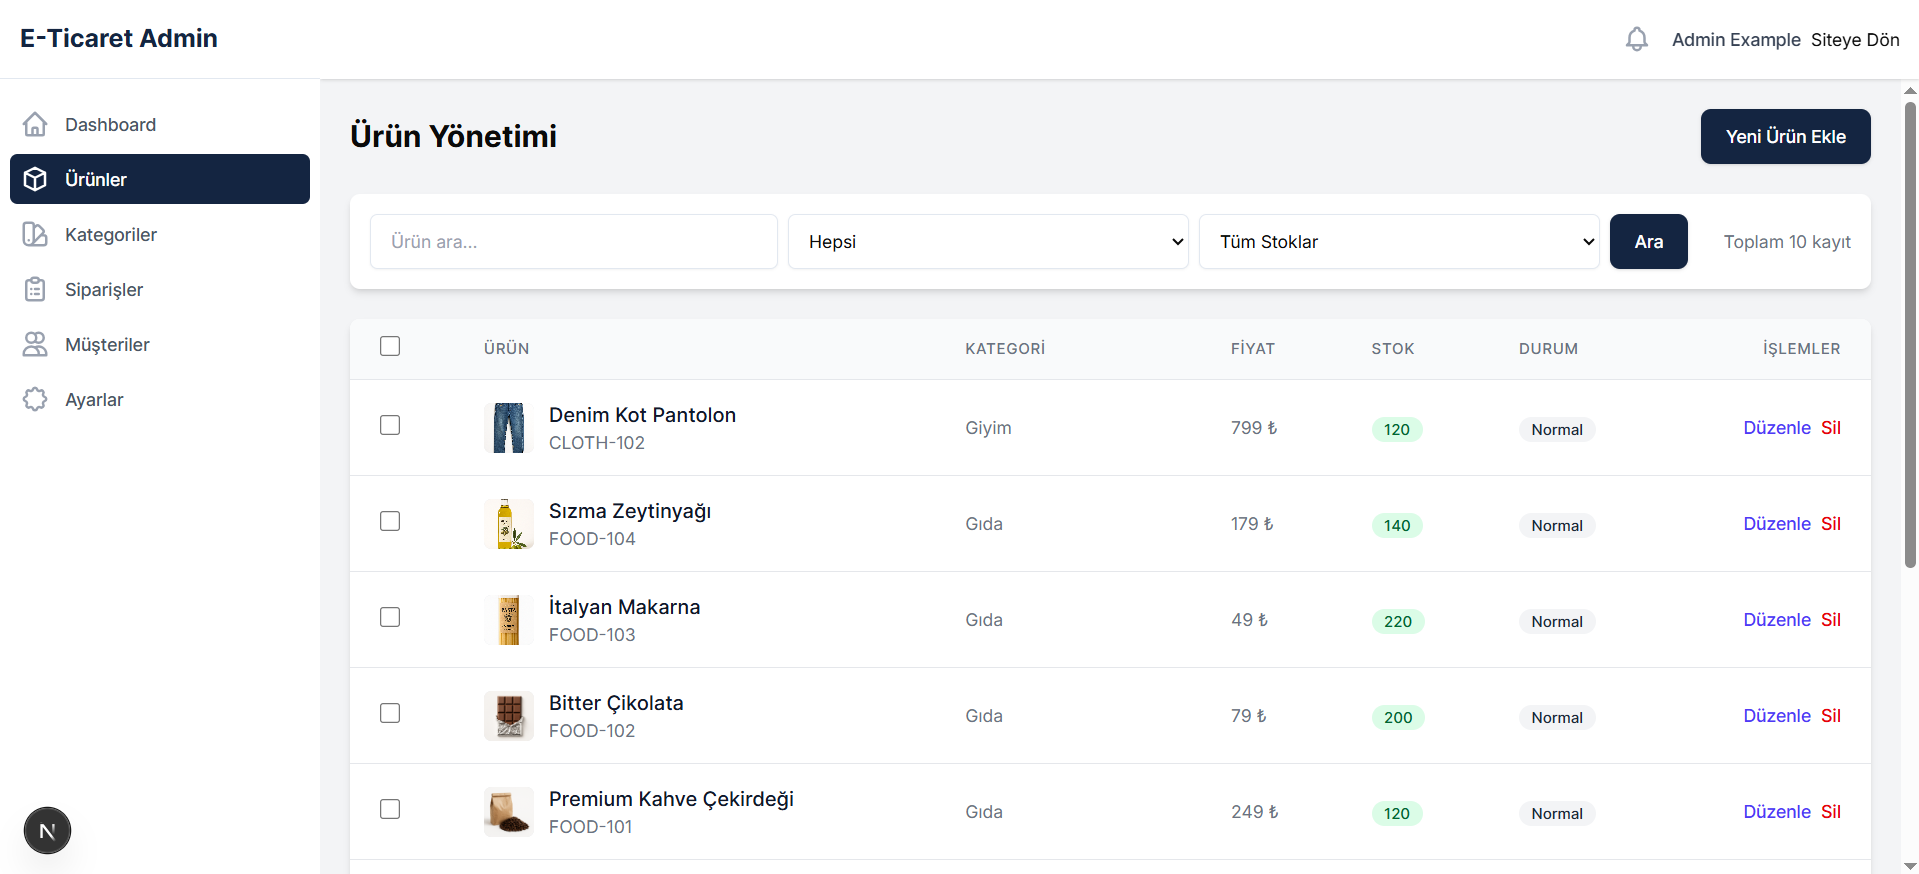 E-Ticaret Admin
Admin Example Siteye Dön
Dashboard
Ürünler
Kategoriler
Siparişler
Müşteriler
Ayarlar
Ürün Yönetimi
Yeni Ürün Ekle
Ürün ara...
Hepsi
Tüm Stoklar
Ara
Toplam 10 kayıt
ÜRÜN KATEGORİ FİYAT STOK DURUM İŞLEMLER
Denim Kot Pantolon
CLOTH-102
Giyim 799 ₺ 120 Normal Düzenle Sil
Sızma Zeytinyağı
FOOD-104
Gıda 179 ₺ 140 Normal Düzenle Sil
İtalyan Makarna
FOOD-103
Gıda 49 ₺ 220 Normal Düzenle Sil
Bitter Çikolata
FOOD-102
Gıda 79 ₺ 200 Normal Düzenle Sil
Premium Kahve Çekirdeği
FOOD-101
Gıda 249 ₺ 120 Normal Düzenle Sil
N